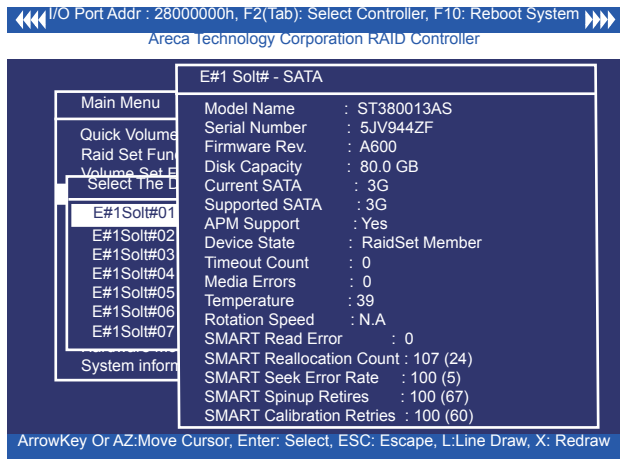 I/O Port Addr : 28000000h, F2(Tab): Select Controller, F10: Reboot System
Areca Technology Corporation RAID Controller
E#1 Solt# - SATA
Main Menu
Quick Volume
Raid Set Fun
Volume Set F
Select The D
E#1Solt#01
E#1Solt#02
E#1Solt#03
E#1Solt#04
E#1Solt#05
E#1Solt#06
E#1Solt#07
System inform
Model Name : ST380013AS
Serial Number : 5JV944ZF
Firmware Rev. : A600
Disk Capacity : 80.0 GB
Current SATA : 3G
Supported SATA : 3G
APM Support : Yes
Device State : RaidSet Member
Timeout Count : 0
Media Errors : 0
Temperature : 39
Rotation Speed : N.A
SMART Read Error : 0
SMART Reallocation Count : 107 (24)
SMART Seek Error Rate : 100 (5)
SMART Spinup Retires : 100 (67)
SMART Calibration Retries : 100 (60)
ArrowKey Or AZ:Move Cursor, Enter: Select, ESC: Escape, L:Line Draw, X: Redraw